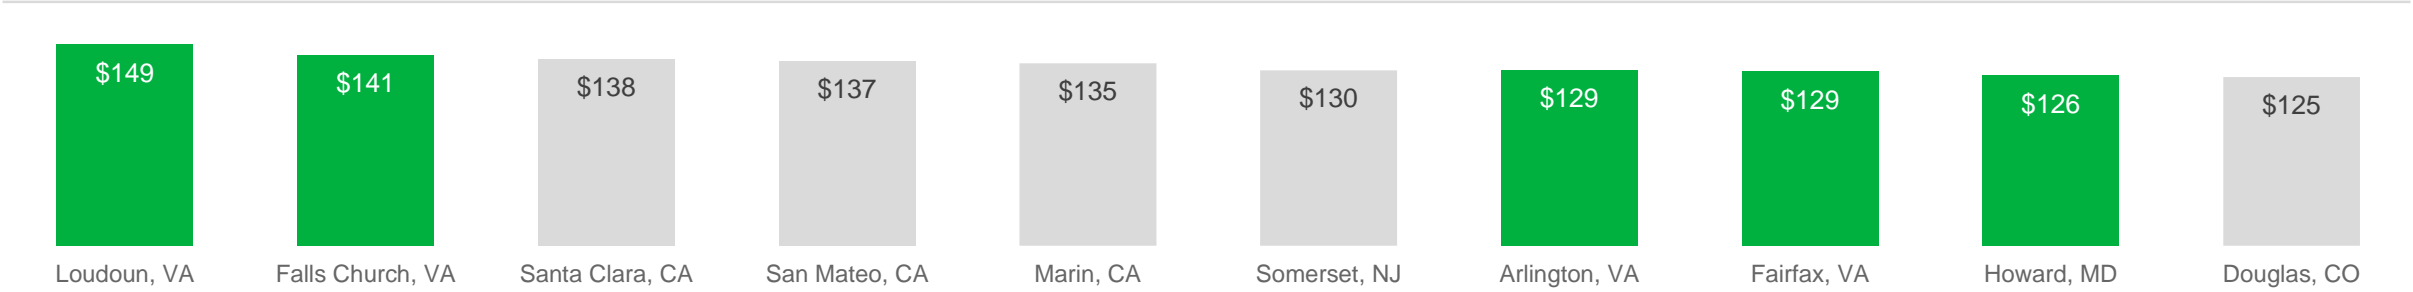 $149
$141
$138
$137
$135
$130
$129
$129
$126
$125
Loudoun, VA
Falls Church, VA
Santa Clara, CA
San Mateo, CA
Marin, CA
Somerset, NJ
Arlington, VA
Fairfax, VA
Howard, MD
Douglas, CO